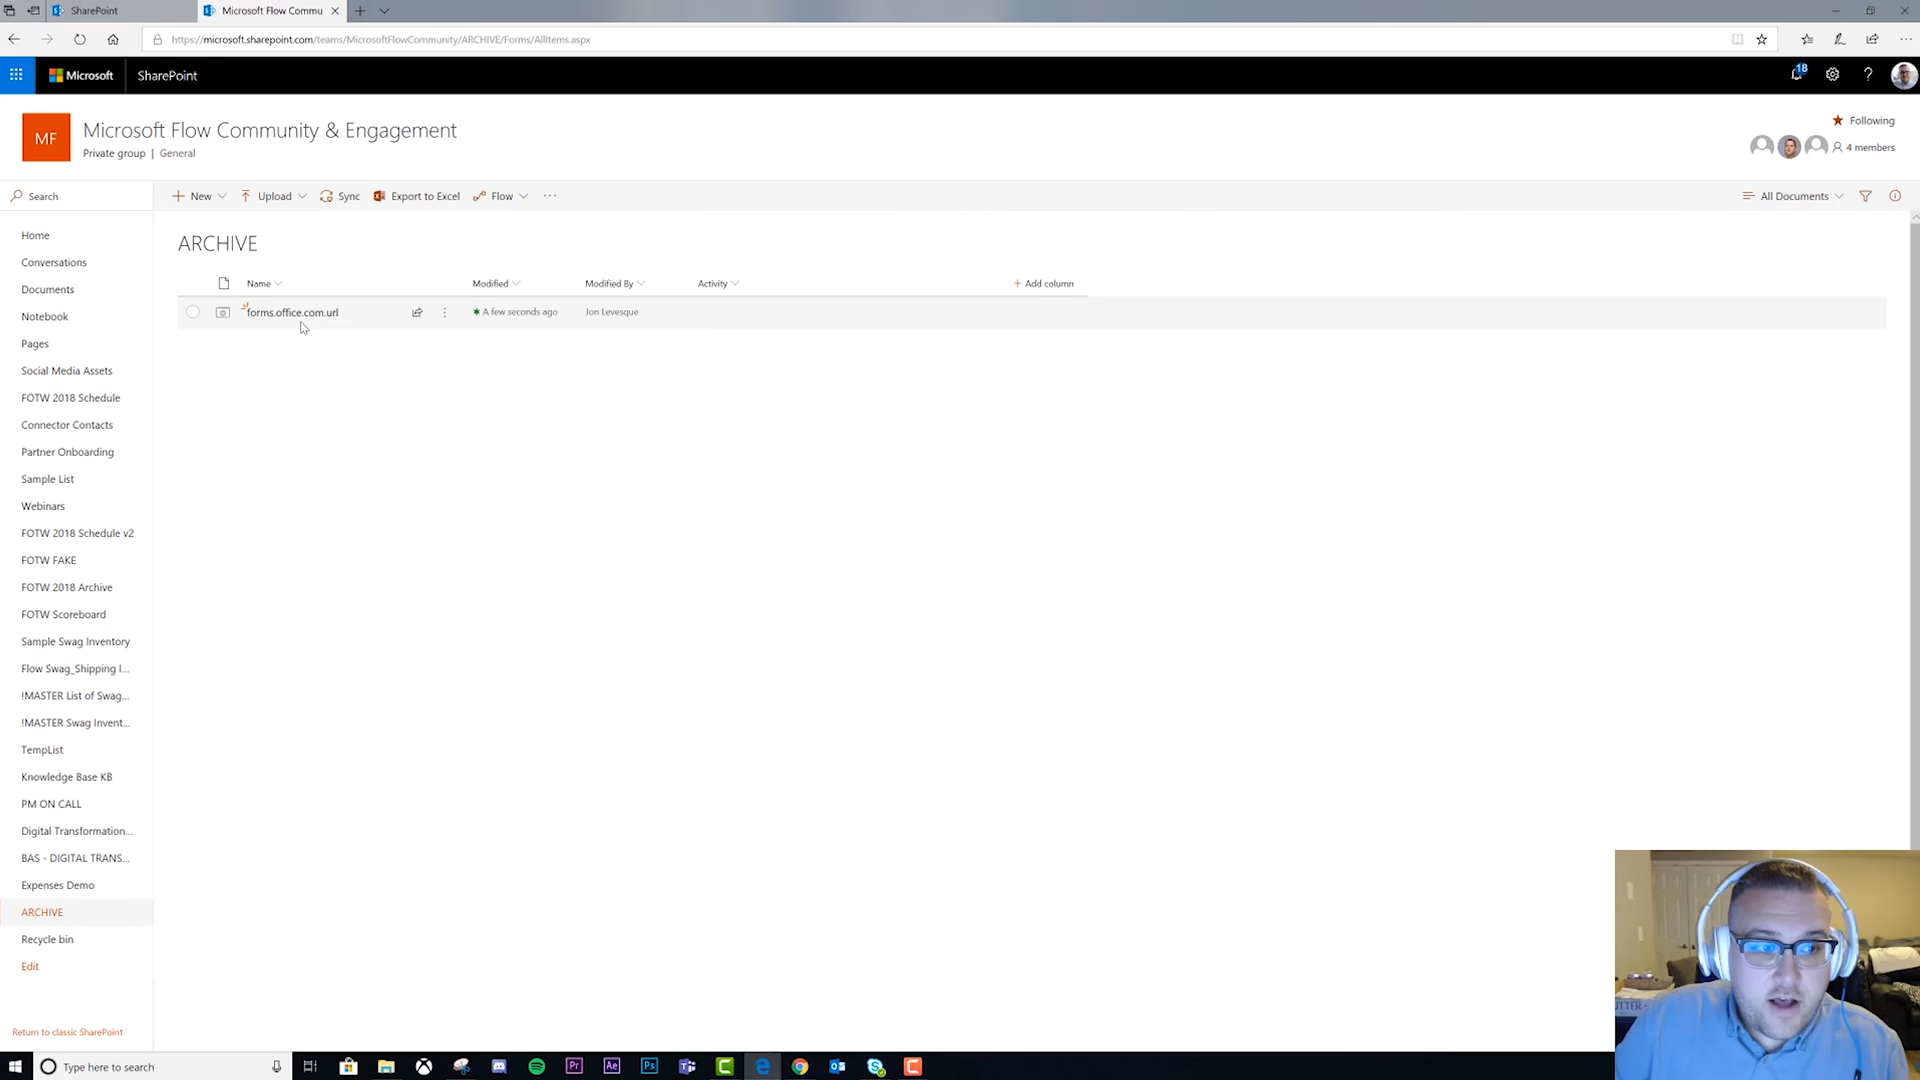 SharePoint
Microsoft Flow Commu
https://microsoft.sharepoint.com/teams/MicrosoftFlowCommunity/ARCHIVE/Forms/AllItems.aspx
Microsoft
SharePoint
18
?
MF
Microsoft Flow Community & Engagement
Private group | General
Following
4 members
Search
New
Upload
Sync
Export to Excel
Flow
All Documents
Home
Conversations
Documents
Notebook
Pages
Social Media Assets
FOTW 2018 Schedule
Connector Contacts
Partner Onboarding
Sample List
Webinars
FOTW 2018 Schedule v2
FOTW FAKE
FOTW 2018 Archive
FOTW Scoreboard
Sample Swag Inventory
Flow Swag_Shipping I...
!MASTER List of Swag...
!MASTER Swag Invent...
TempList
Knowledge Base KB
PM ON CALL
Digital Transformation...
BAS - DIGITAL TRANS...
Expenses Demo
ARCHIVE
Recycle bin
Edit
Return to classic SharePoint
ARCHIVE
Name
Modified
Modified By
Activity
Add column
forms.office.com.url
A few seconds ago
Jon Levesque
Type here to search
Pr
Ae
Ps